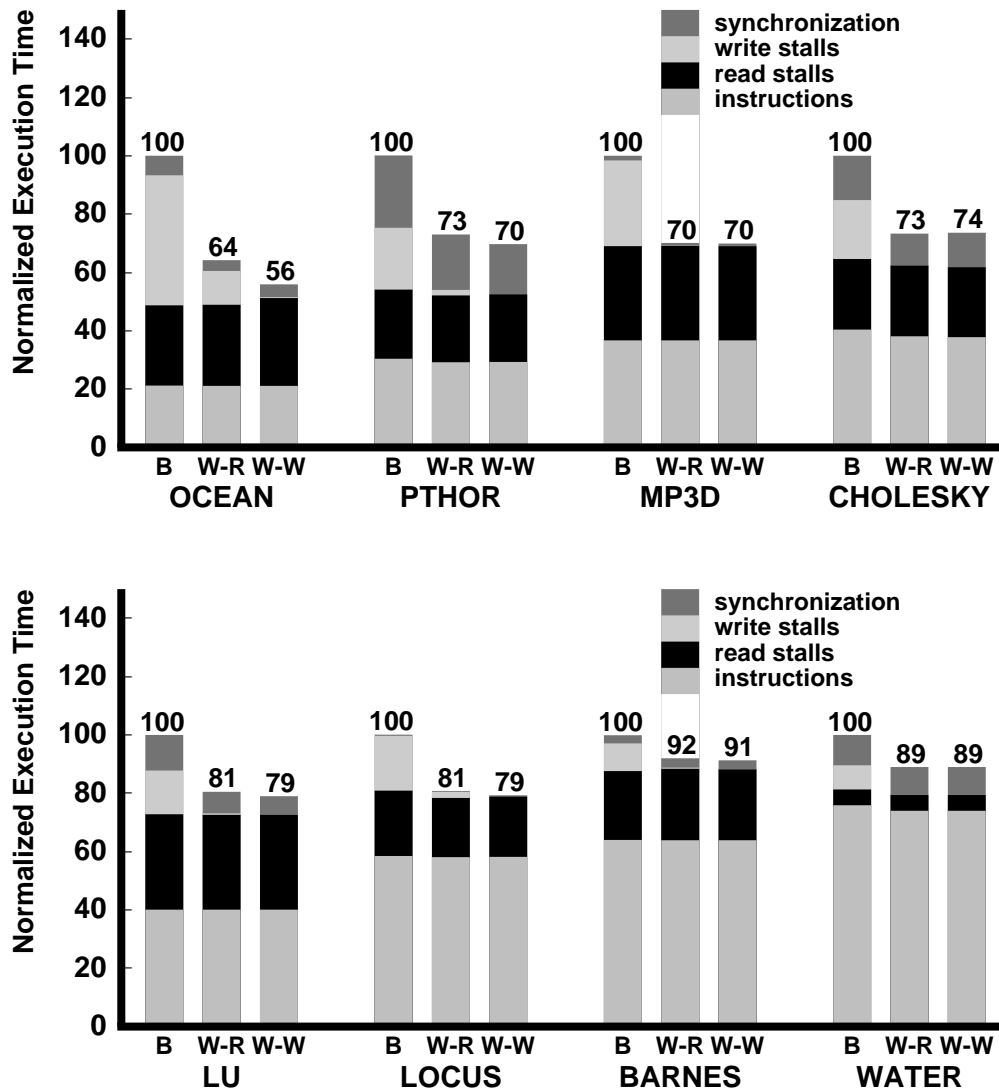 Normalized Execution Time
140
120
100
80
60
40
20
0
synchronization
write stalls
read stalls
instructions
100 64 56
100 73 70
100 70 70
100 73 74
B W-R W-W B W-R W-W B W-R W-W B W-R W-W
OCEAN PTHOR MP3D CHOLESKY
Normalized Execution Time
140
120
100
80
60
40
20
0
synchronization
write stalls
read stalls
instructions
100 81 79
100 81 79
100 92 91
100 89 89
B W-R W-W B W-R W-W B W-R W-W B W-R W-W
LU LOCUS BARNES WATER